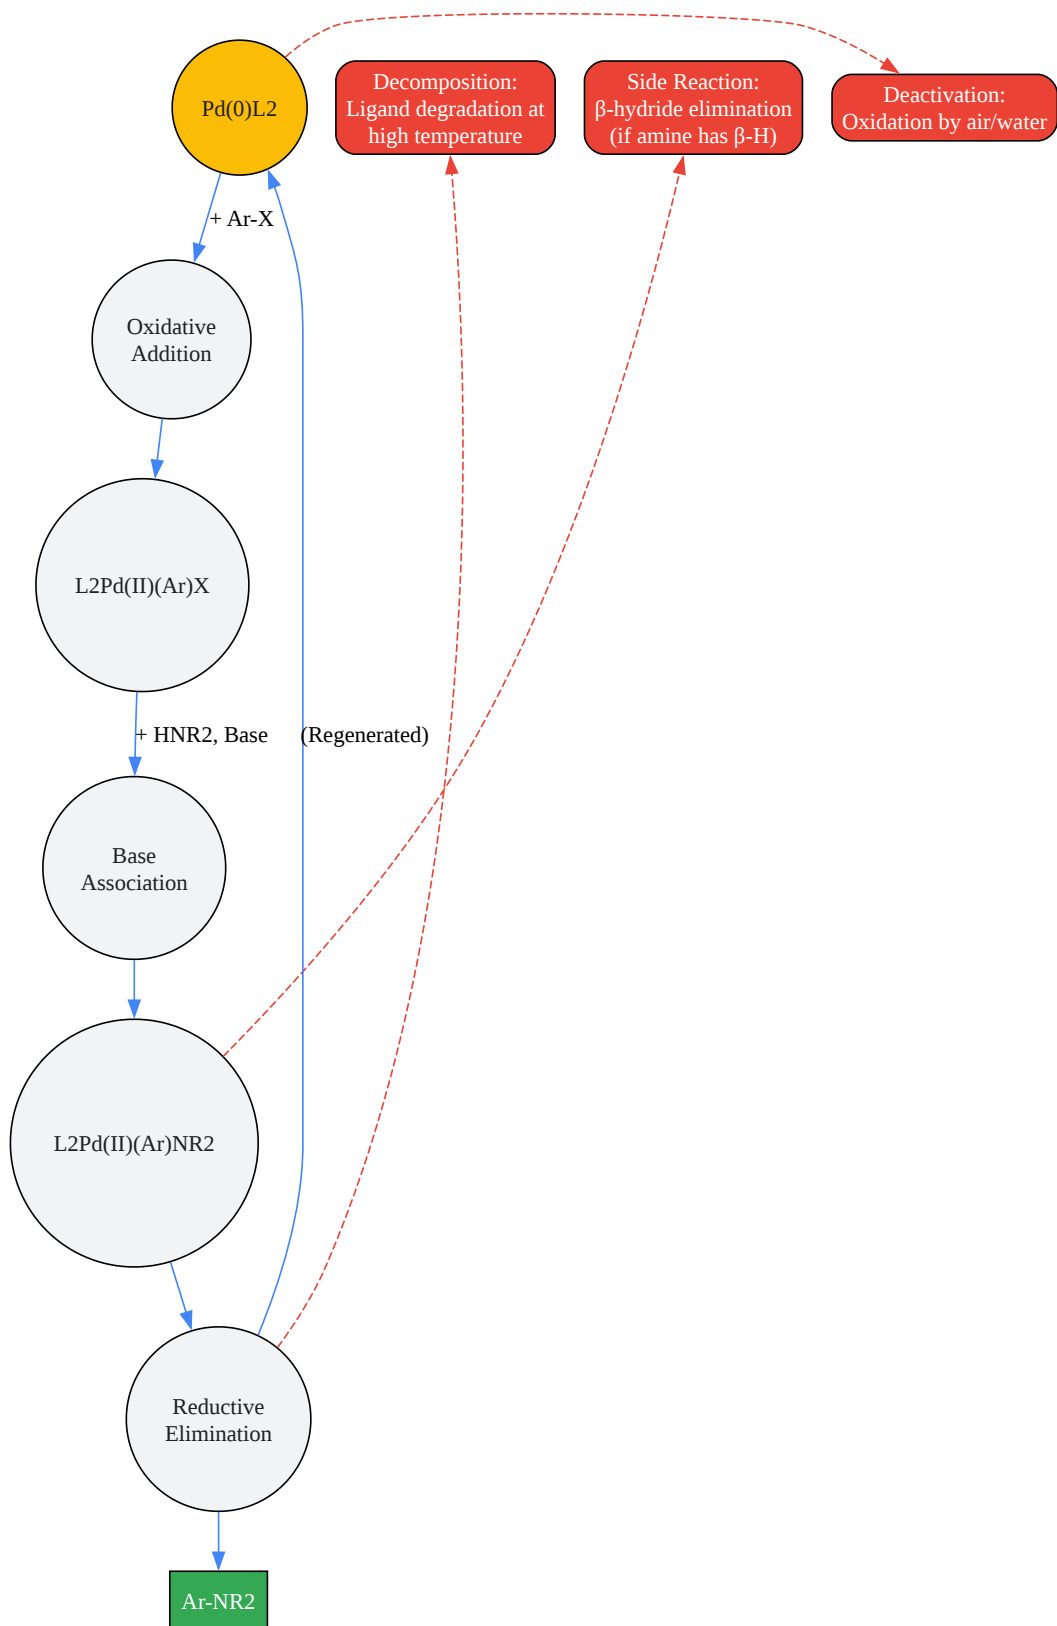 Pd(0)L2
Decomposition:
Ligand degradation at
high temperature
Side Reaction:
β-hydride elimination
(if amine has β-H)
Deactivation:
Oxidation by air/water
+ Ar-X
Oxidative
Addition
L2Pd(II)(Ar)X
+ HNR2, Base
(Regenerated)
Base
Association
L2Pd(II)(Ar)NR2
Reductive
Elimination
Ar-NR2